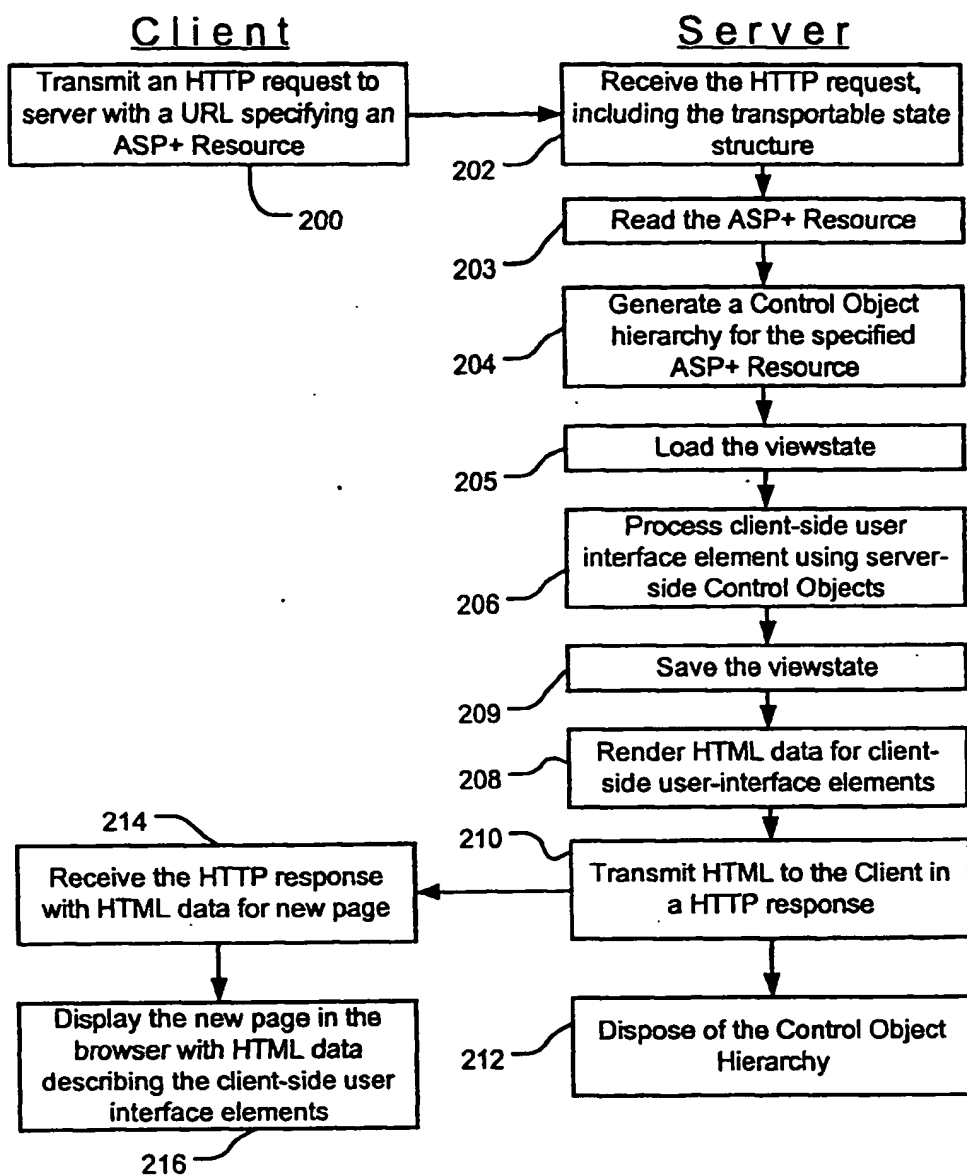 Client
Server
Transmit an HTTP request to
server with a URL specifying an
ASP+ Resource
200
Receive the HTTP request,
including the transportable state
structure
202
Read the ASP+ Resource
203
Generate a Control Object
hierarchy for the specified
ASP+ Resource
204
Load the viewstate
205
Process client-side user
interface element using server-
side Control Objects
206
Save the viewstate
209
Render HTML data for client-
side user-interface elements
208
210
Transmit HTML to the Client in
a HTTP response
214
Receive the HTTP response
with HTML data for new page
Dispose of the Control Object
Hierarchy
212
Display the new page in the
browser with HTML data
describing the client-side user
interface elements
216